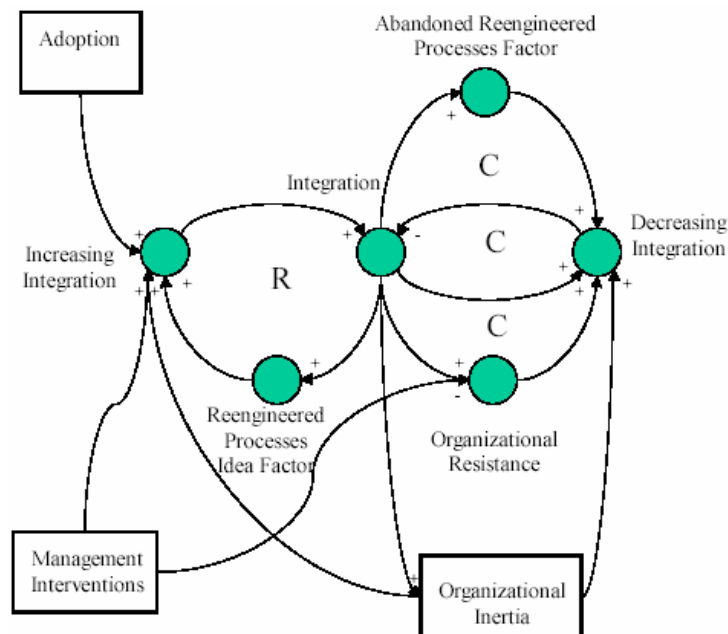 Adoption
Abandoned Reengineered
Processes Factor
+
C
Integration
+
+
+
-
C
Decreasing
Integration
Increasing
Integration
+
+
+
+
+
+
R
C
+
+
-
Reengineered
Processes
Idea Factor
Organizational
Resistance
Management
Interventions
+
Organizational
Inertia